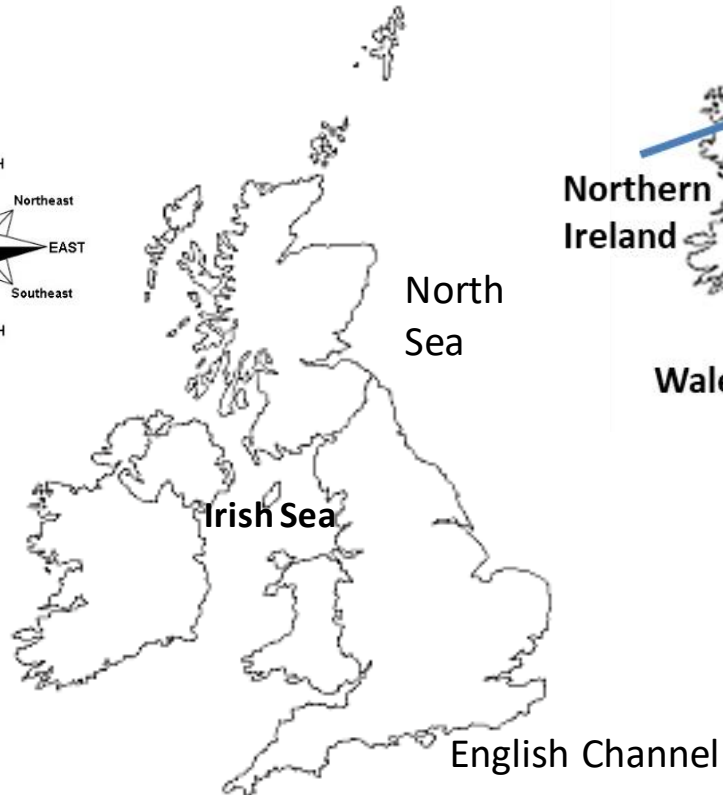 Northeast
EAST
Southeast
North
Sea
Irish Sea
English Channel
Northern
Ireland